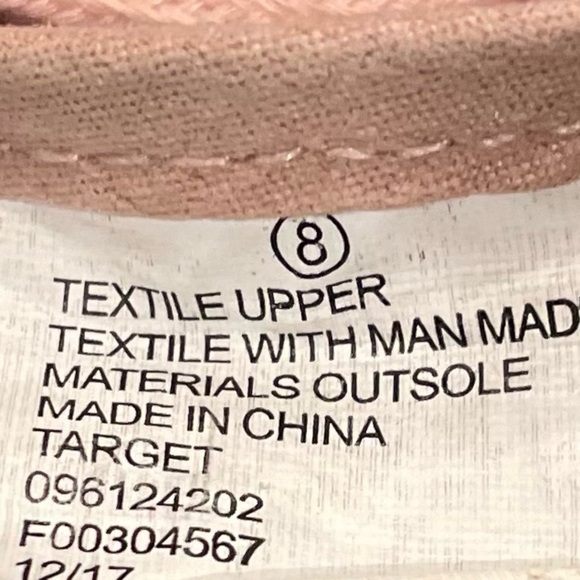 8
TEXTILE UPPER
TEXTILE WITH MAN MAD
MATERIALS OUTSOLE
MADE IN CHINA
TARGET
096124202
F00304567
12/17